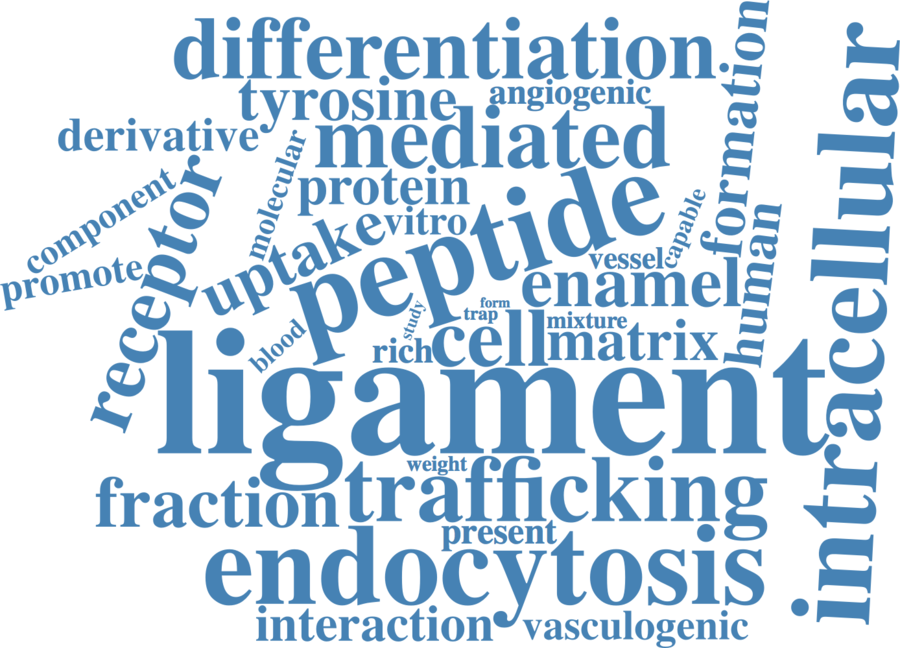 differentiation
formation
intracellular
tyrosine
angiogenic
derivative
mediated
molecular
protein
component
receptor
promote
uptake
vitro
peptide
capable
vessel
human
enamel
form
trap
study
mixture
blood
rich
cell
matrix
ligament
weight
trafficking
fraction
present
endocytosis
interaction
vasculogenic